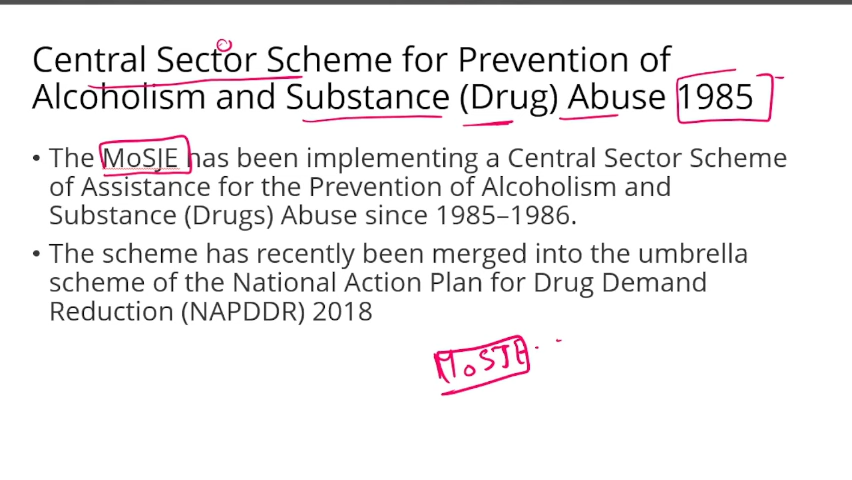 Central Sector Scheme for Prevention of
Alcoholism and Substance (Drug) Abuse 1985
• The MoSJE has been implementing a Central Sector Scheme
of Assistance for the Prevention of Alcoholism and
Substance (Drugs) Abuse since 1985–1986.
• The scheme has recently been merged into the umbrella
scheme of the National Action Plan for Drug Demand
Reduction (NAPDDR) 2018
MoSJE